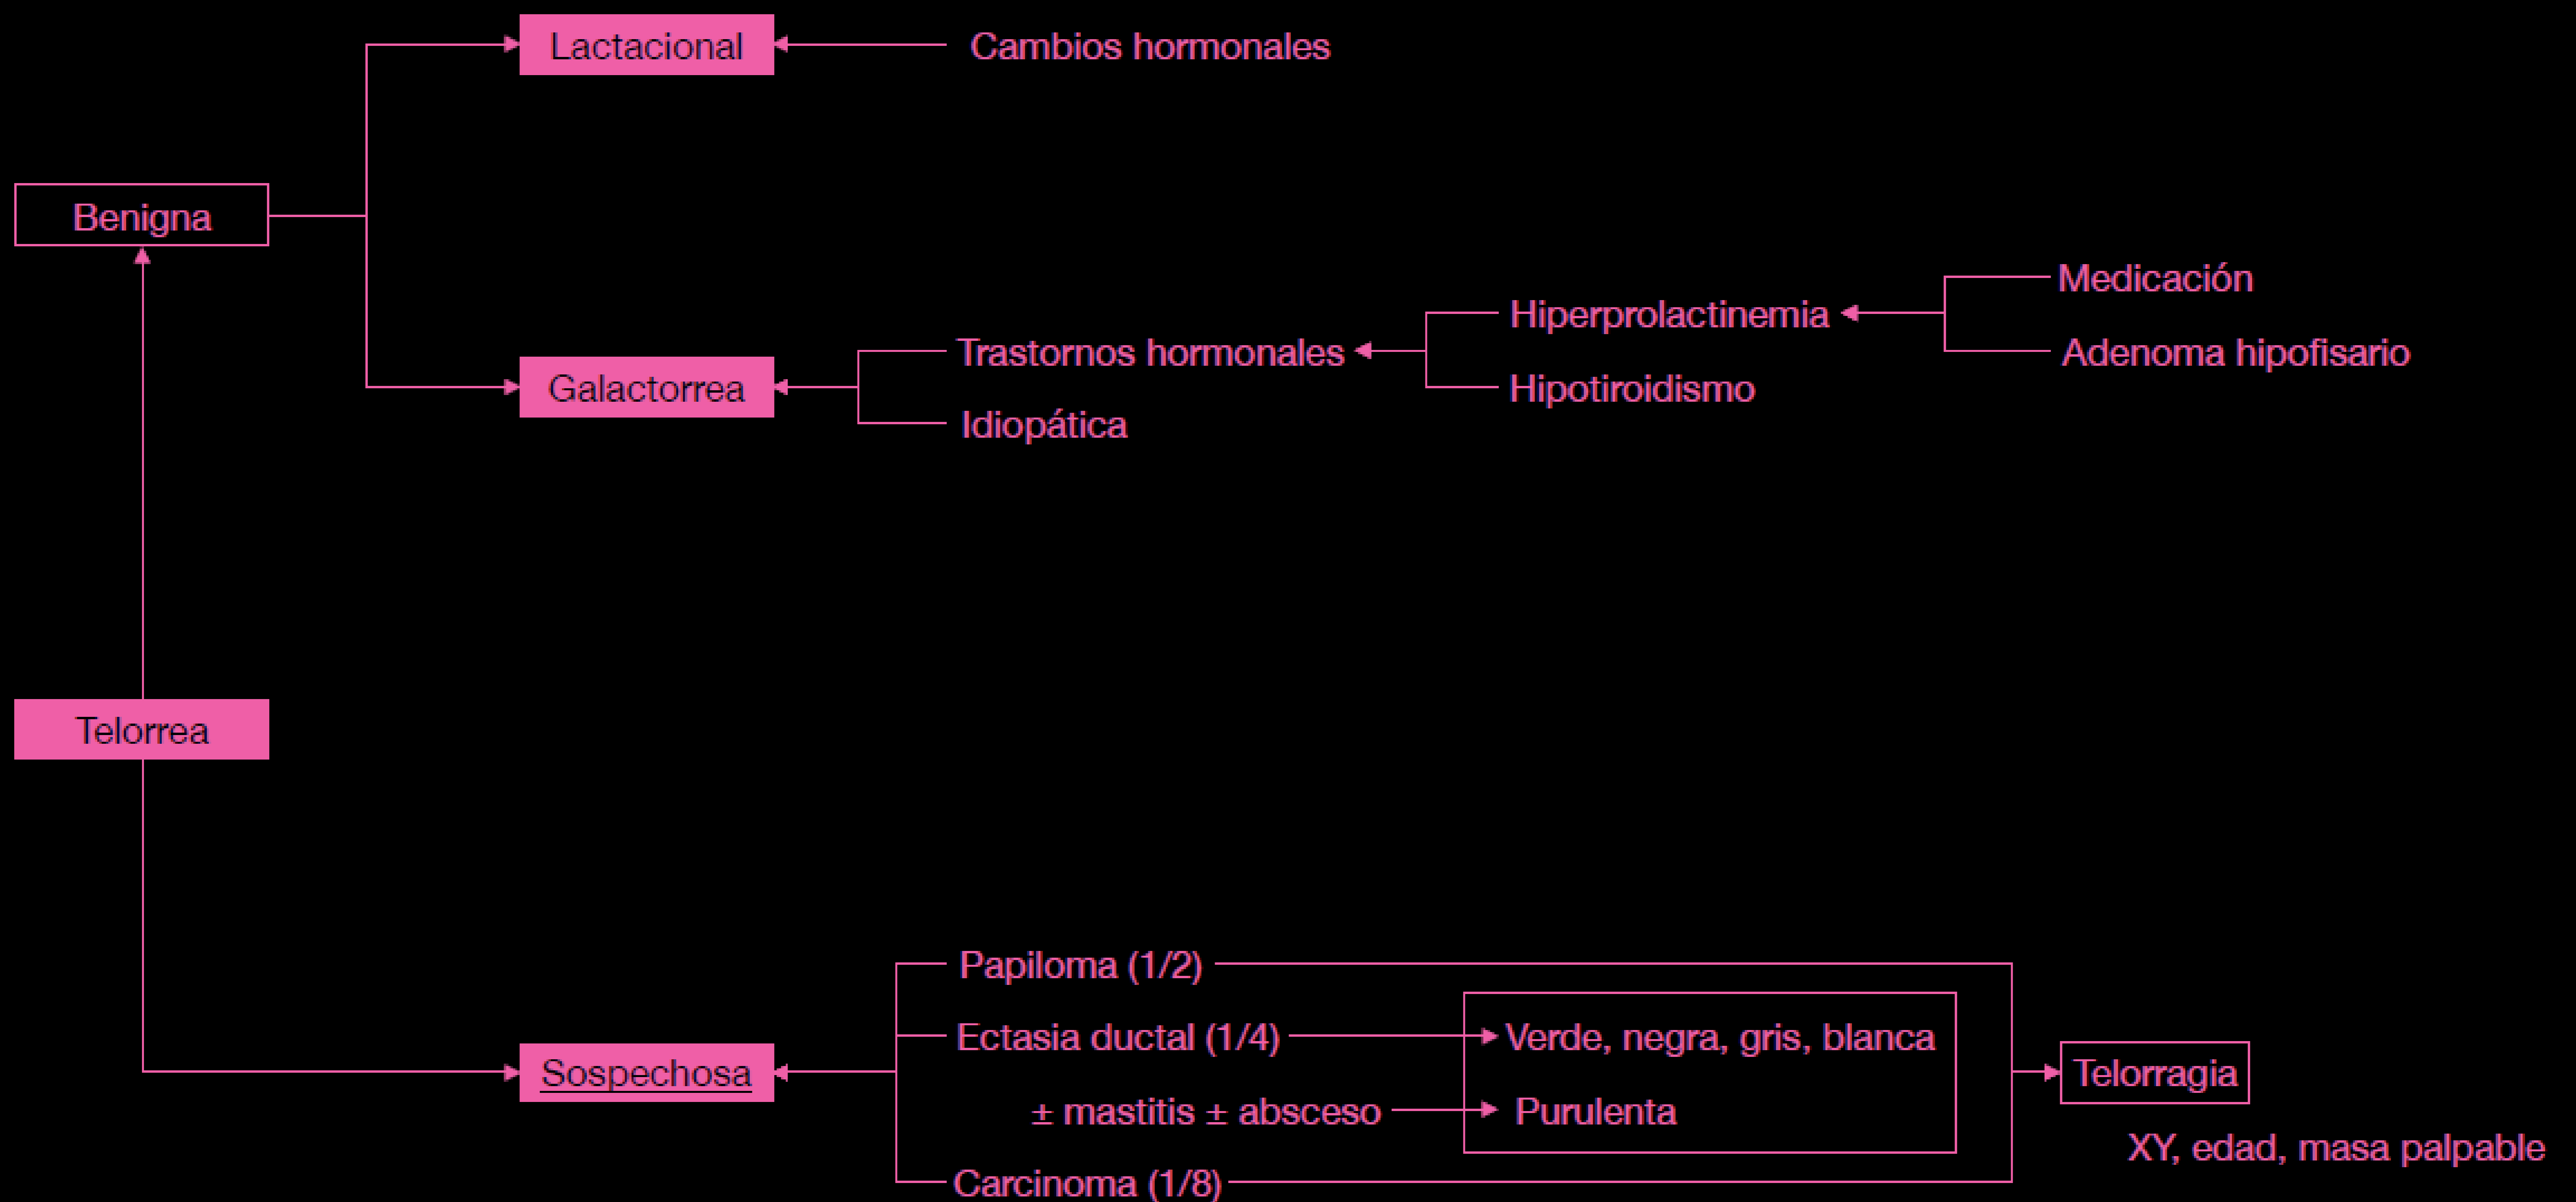 Lactacional
Cambios hormonales
Benigna
Medicación
Hiperprolactinemia
Trastornos hormonales
Adenoma hipofisario
Galactorrea
Hipotiroidismo
Idiopática
Telorrea
Papiloma (1/2)
Ectasia ductal (1/4)
Verde, negra, gris, blanca
Sospechosa
Telorragia
± mastitis ± absceso
Purulenta
XY, edad, masa palpable
Carcinoma (1/8)